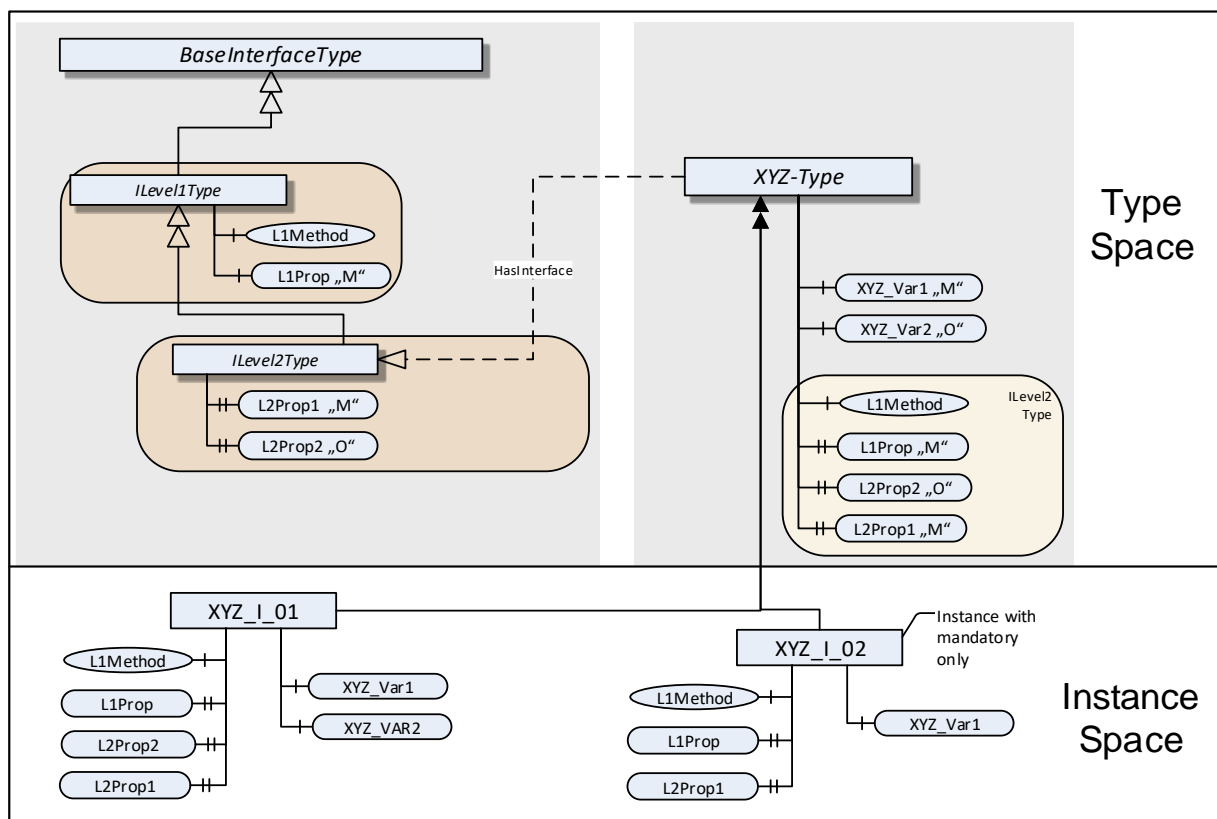 BaseInterfaceType
ILevel1Type
L1Method
L1Prop „M“
HasInterface
ILevel2Type
L2Prop1 „M“
L2Prop2 „O“
XYZ-Type
XYZ_Var1 „M“
XYZ_Var2 „O“
L1Method
ILevel2
Type
L1Prop „M“
L2Prop2 „O“
L2Prop1 „M“
Type
Space
XYZ_I_01
L1Method
L1Prop
L2Prop2
L2Prop1
XYZ_Var1
XYZ_VAR2
XYZ_I_02
Instance with
mandatory
only
L1Method
L1Prop
L2Prop1
XYZ_Var1
Instance
Space